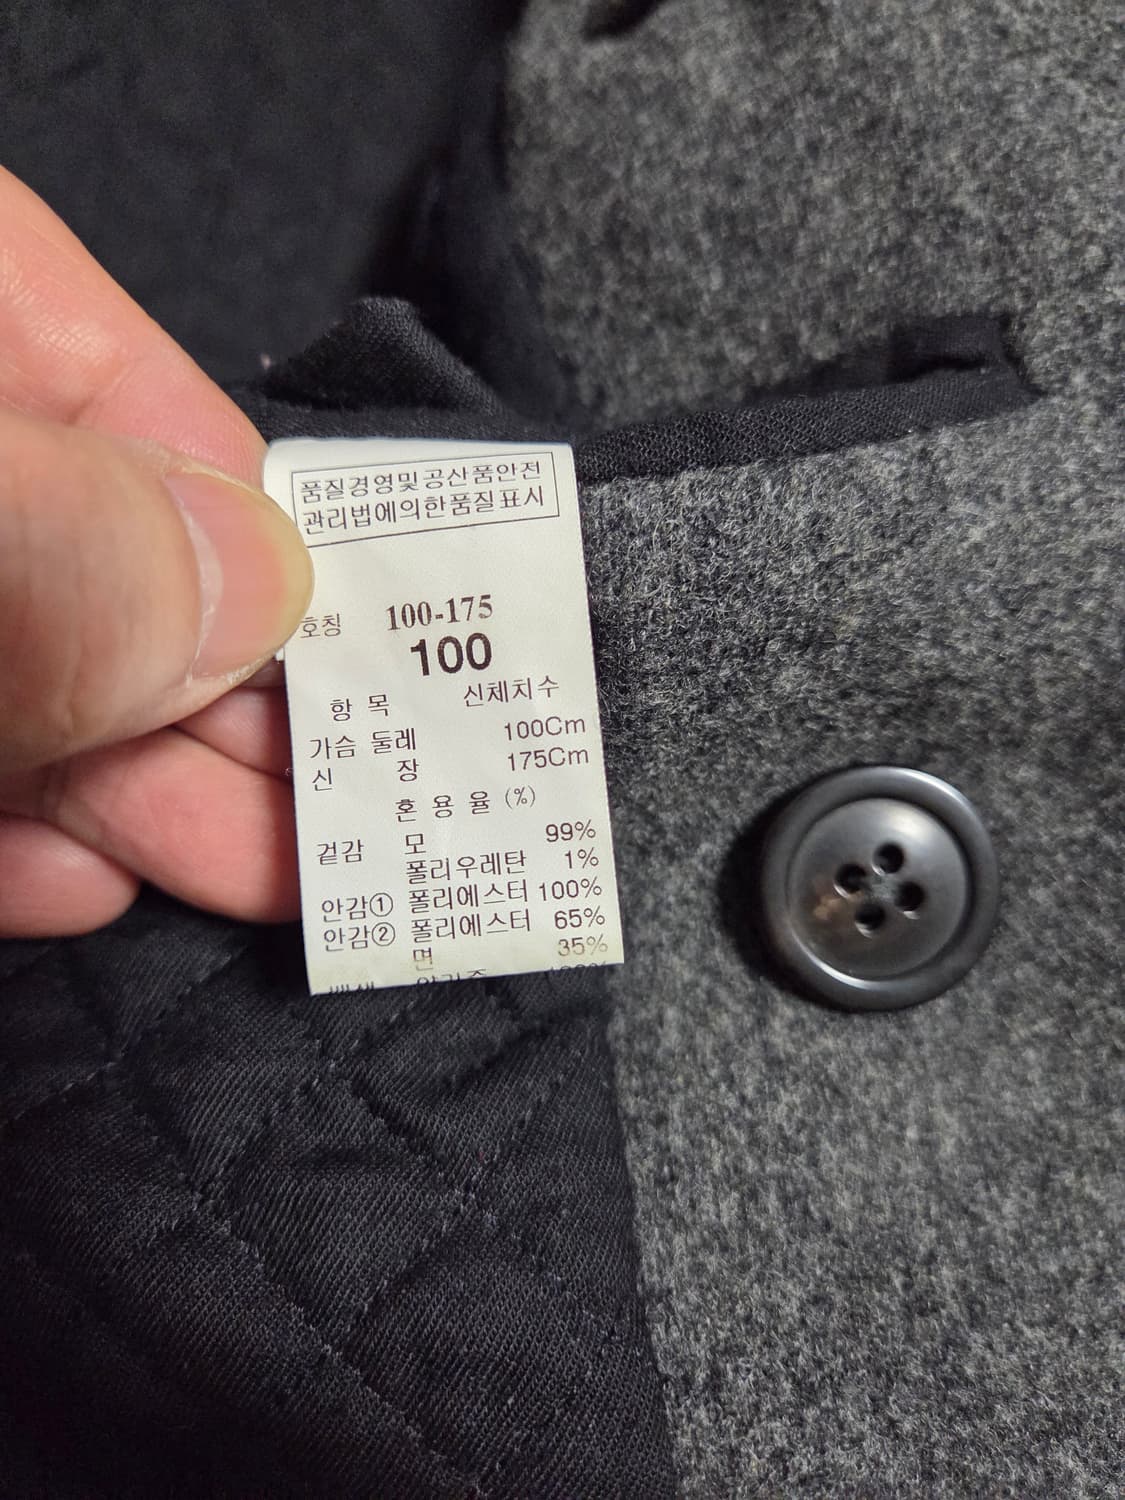 품질경영및공산품안전
관리법에의한품질표시
호칭 100-175
100
항 목 신체치수
가슴 둘레 100Cm
신 장 175Cm
혼 용 율 (%)
겉감 모 99%
폴리우레탄 1%
안감① 폴리에스터 100%
안감② 폴리에스터 65%
면 35%